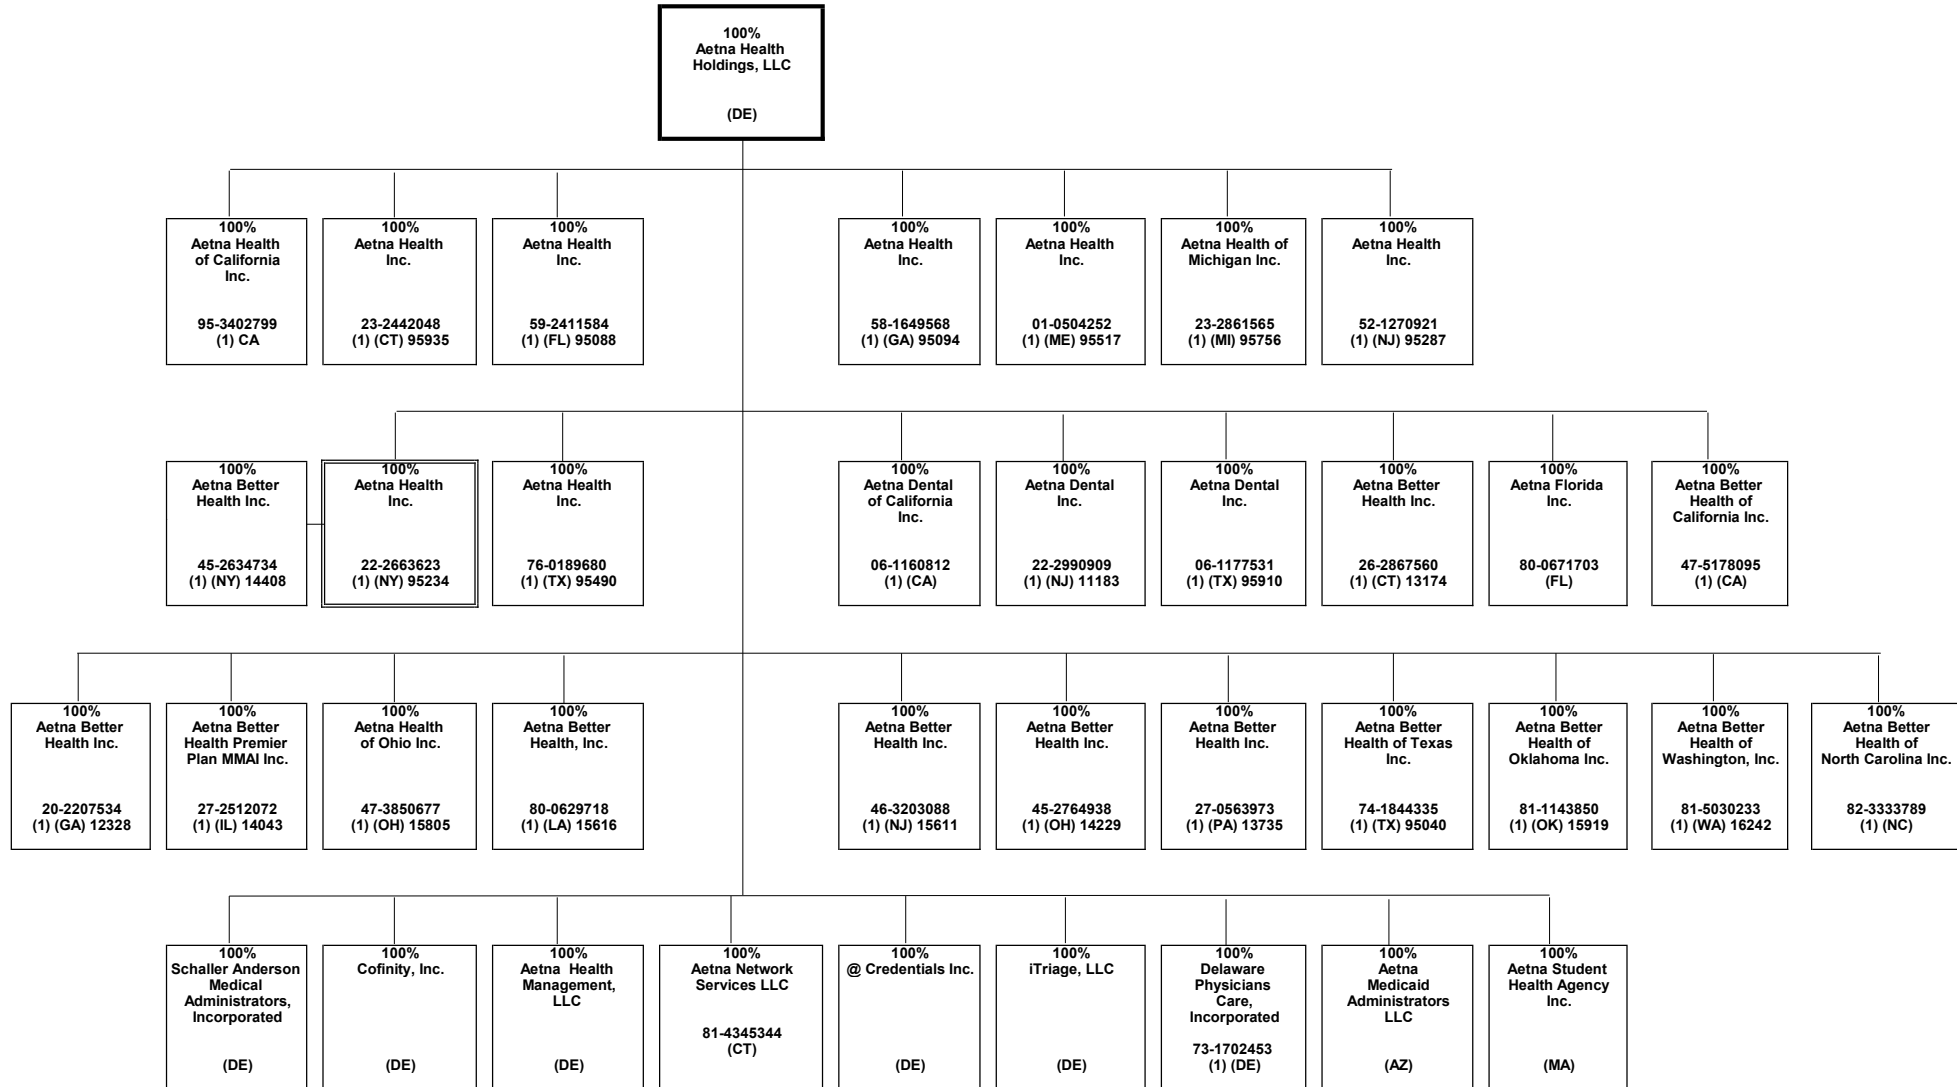 100%
Aetna Health
Holdings, LLC
(DE)
100%
Aetna Health
of California
Inc.
95-3402799
(1) CA
100%
Aetna Health
Inc.
23-2442048
(1) (CT) 95935
100%
Aetna Health
Inc.
59-2411584
(1) (FL) 95088
100%
Aetna Health
Inc.
58-1649568
(1) (GA) 95094
100%
Aetna Health
Inc.
01-0504252
(1) (ME) 95517
100%
Aetna Health of
Michigan Inc.
23-2861565
(1) (MI) 95756
100%
Aetna Health
Inc.
52-1270921
(1) (NJ) 95287
100%
Aetna Better
Health Inc.
45-2634734
(1) (NY) 14408
100%
Aetna Health
Inc.
22-2663623
(1) (NY) 95234
100%
Aetna Health
Inc.
76-0189680
(1) (TX) 95490
100%
Aetna Dental
of California
Inc.
06-1160812
(1) (CA)
100%
Aetna Dental
Inc.
22-2990909
(1) (NJ) 11183
100%
Aetna Dental
Inc.
06-1177531
(1) (TX) 95910
100%
Aetna Better
Health Inc.
26-2867560
(1) (CT) 13174
100%
Aetna Florida
Inc.
80-0671703
(FL)
100%
Aetna Better
Health of
California Inc.
47-5178095
(1) (CA)
100%
Aetna Better
Health Inc.
20-2207534
(1) (GA) 12328
100%
Aetna Better
Health Premier
Plan MMAI Inc.
27-2512072
(1) (IL) 14043
100%
Aetna Health
of Ohio Inc.
47-3850677
(1) (OH) 15805
100%
Aetna Better
Health, Inc.
80-0629718
(1) (LA) 15616
100%
Aetna Better
Health Inc.
46-3203088
(1) (NJ) 15611
100%
Aetna Better
Health Inc.
45-2764938
(1) (OH) 14229
100%
Aetna Better
Health Inc.
27-0563973
(1) (PA) 13735
100%
Aetna Better
Health of Texas
Inc.
74-1844335
(1) (TX) 95040
100%
Aetna Better
Health of
Oklahoma Inc.
81-1143850
(1) (OK) 15919
100%
Aetna Better
Health of
Washington, Inc.
81-5030233
(1) (WA) 16242
100%
Aetna Better
Health of
North Carolina Inc.
82-3333789
(1) (NC)
100%
Schaller Anderson
Medical
Administrators,
Incorporated
(DE)
100%
Cofinity, Inc.
(DE)
100%
Aetna Health
Management,
LLC
(DE)
100%
Aetna Network
Services LLC
81-4345344
(CT)
100%
@ Credentials Inc.
(DE)
100%
iTriage, LLC
(DE)
100%
Delaware
Physicians
Care,
Incorporated
73-1702453
(1) (DE)
100%
Aetna
Medicaid
Administrators
LLC
(AZ)
100%
Aetna Student
Health Agency
Inc.
(MA)